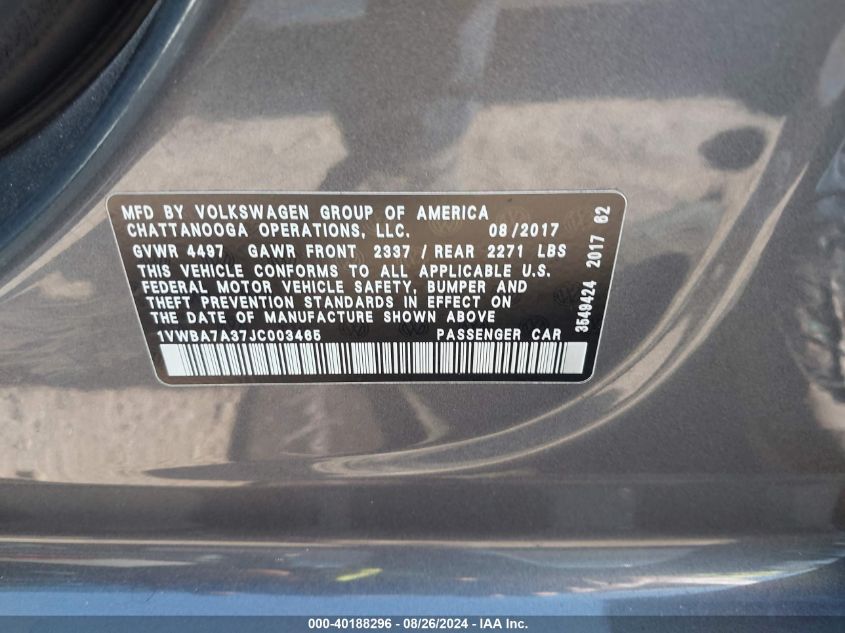 MFD BY VOLKSWAGEN GROUP OF AMERICA
CHATTANOOGA OPERATIONS, LLC. 08/2017
GVWR 4497 GAWR FRONT 2337 / REAR 2271 LBS
THIS VEHICLE CONFORMS TO ALL APPLICABLE U.S.
FEDERAL MOTOR VEHICLE SAFETY, BUMPER AND
THEFT PREVENTION STANDARDS IN EFFECT ON
THE DATE OF MANUFACTURE SHOWN ABOVE
1VWBA7A37JC003465 PASSENGER CAR
3549424 2017 62
000-40188296 - 08/26/2024 - IAA Inc.